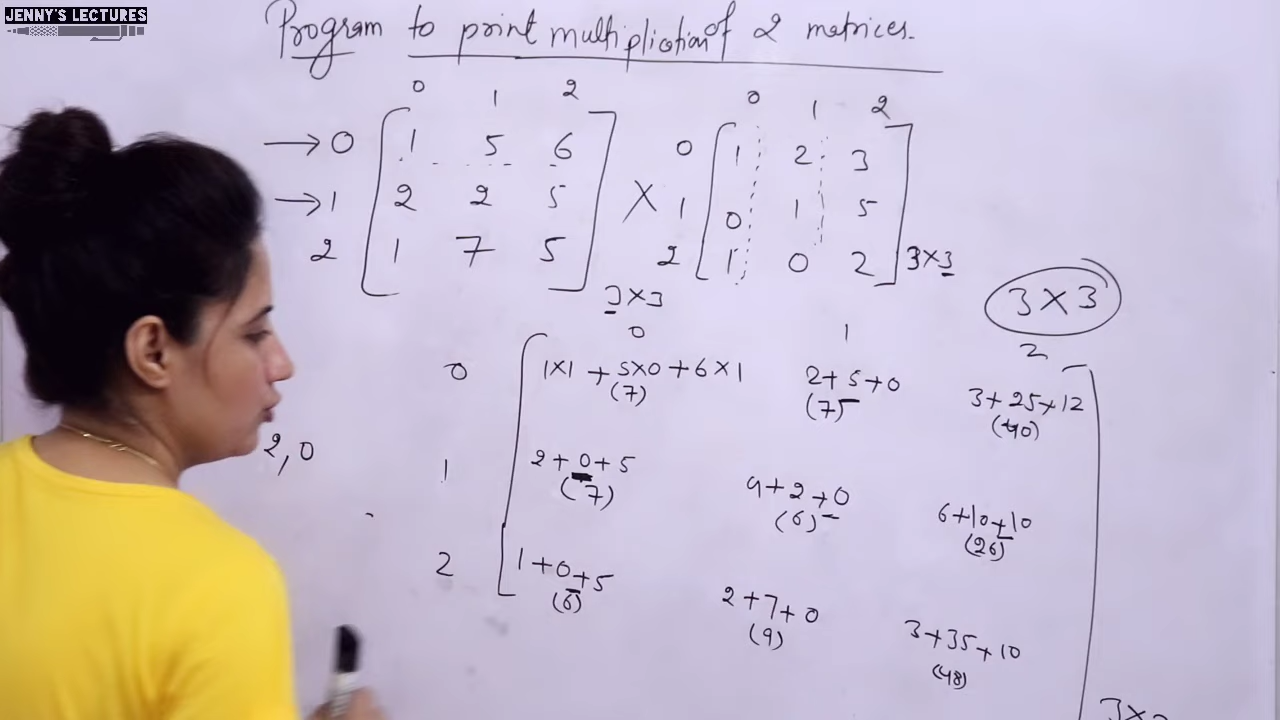 JENNY'S LECTURES
Program to print multipliction of 2 matrices.
0 1 2
→ 0 1 5 6
→ 1 2 2 5
2 1 7 5
3×3
×
0 1 2
0 1 2 3
1 0 1 5
2 1 0 2
3×3
3×3
0 1 2
0 1×1 + 5×0 + 6×1 2+5+0 3+25+12
(7) (7) (40)
2,0
1 2+0+5 4+2+0 6+10+10
(7) (6) (26)
2 1+0+5 2+7+0 3+35+10
(6) (9) (48)